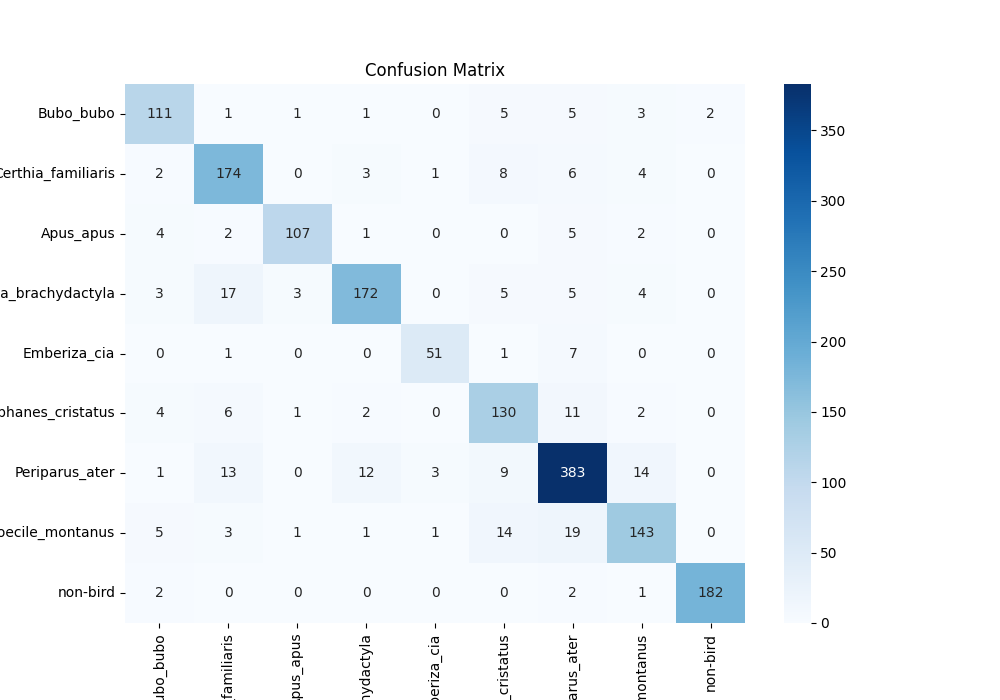 Confusion Matrix
Bubo_bubo 111 1 1 1 0 5 5 3 2
Certhia_familiaris 2 174 0 3 1 8 6 4 0
Apus_apus 4 2 107 1 0 0 5 2 0
a_brachydactyla 3 17 3 172 0 5 5 4 0
Emberiza_cia 0 1 0 0 51 1 7 0 0
phanes_cristatus 4 6 1 2 0 130 11 2 0
Periparus_ater 1 13 0 12 3 9 383 14 0
oecile_montanus 5 3 1 1 1 14 19 143 0
non-bird 2 0 0 0 0 0 2 1 182
ubo_bubo
familiaris
pus_apus
hydactyla
beriza_cia
_cristatus
arus_ater
montanus
non-bird
350
300
250
200
150
100
50
0